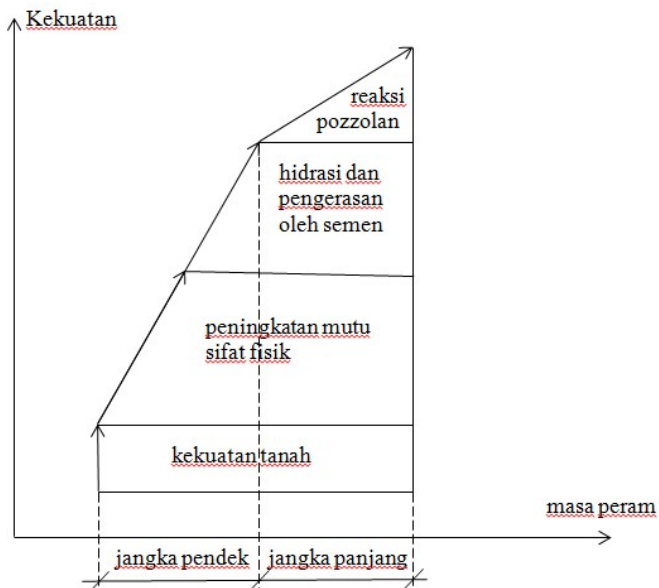 Kekuatan
reaksi
pozzolan
hidrasi dan
pengerasan
oleh semen
peningkatan mutu
sifat fisik
kekuatan tanah
masa peram
jangka pendek
jangka panjang